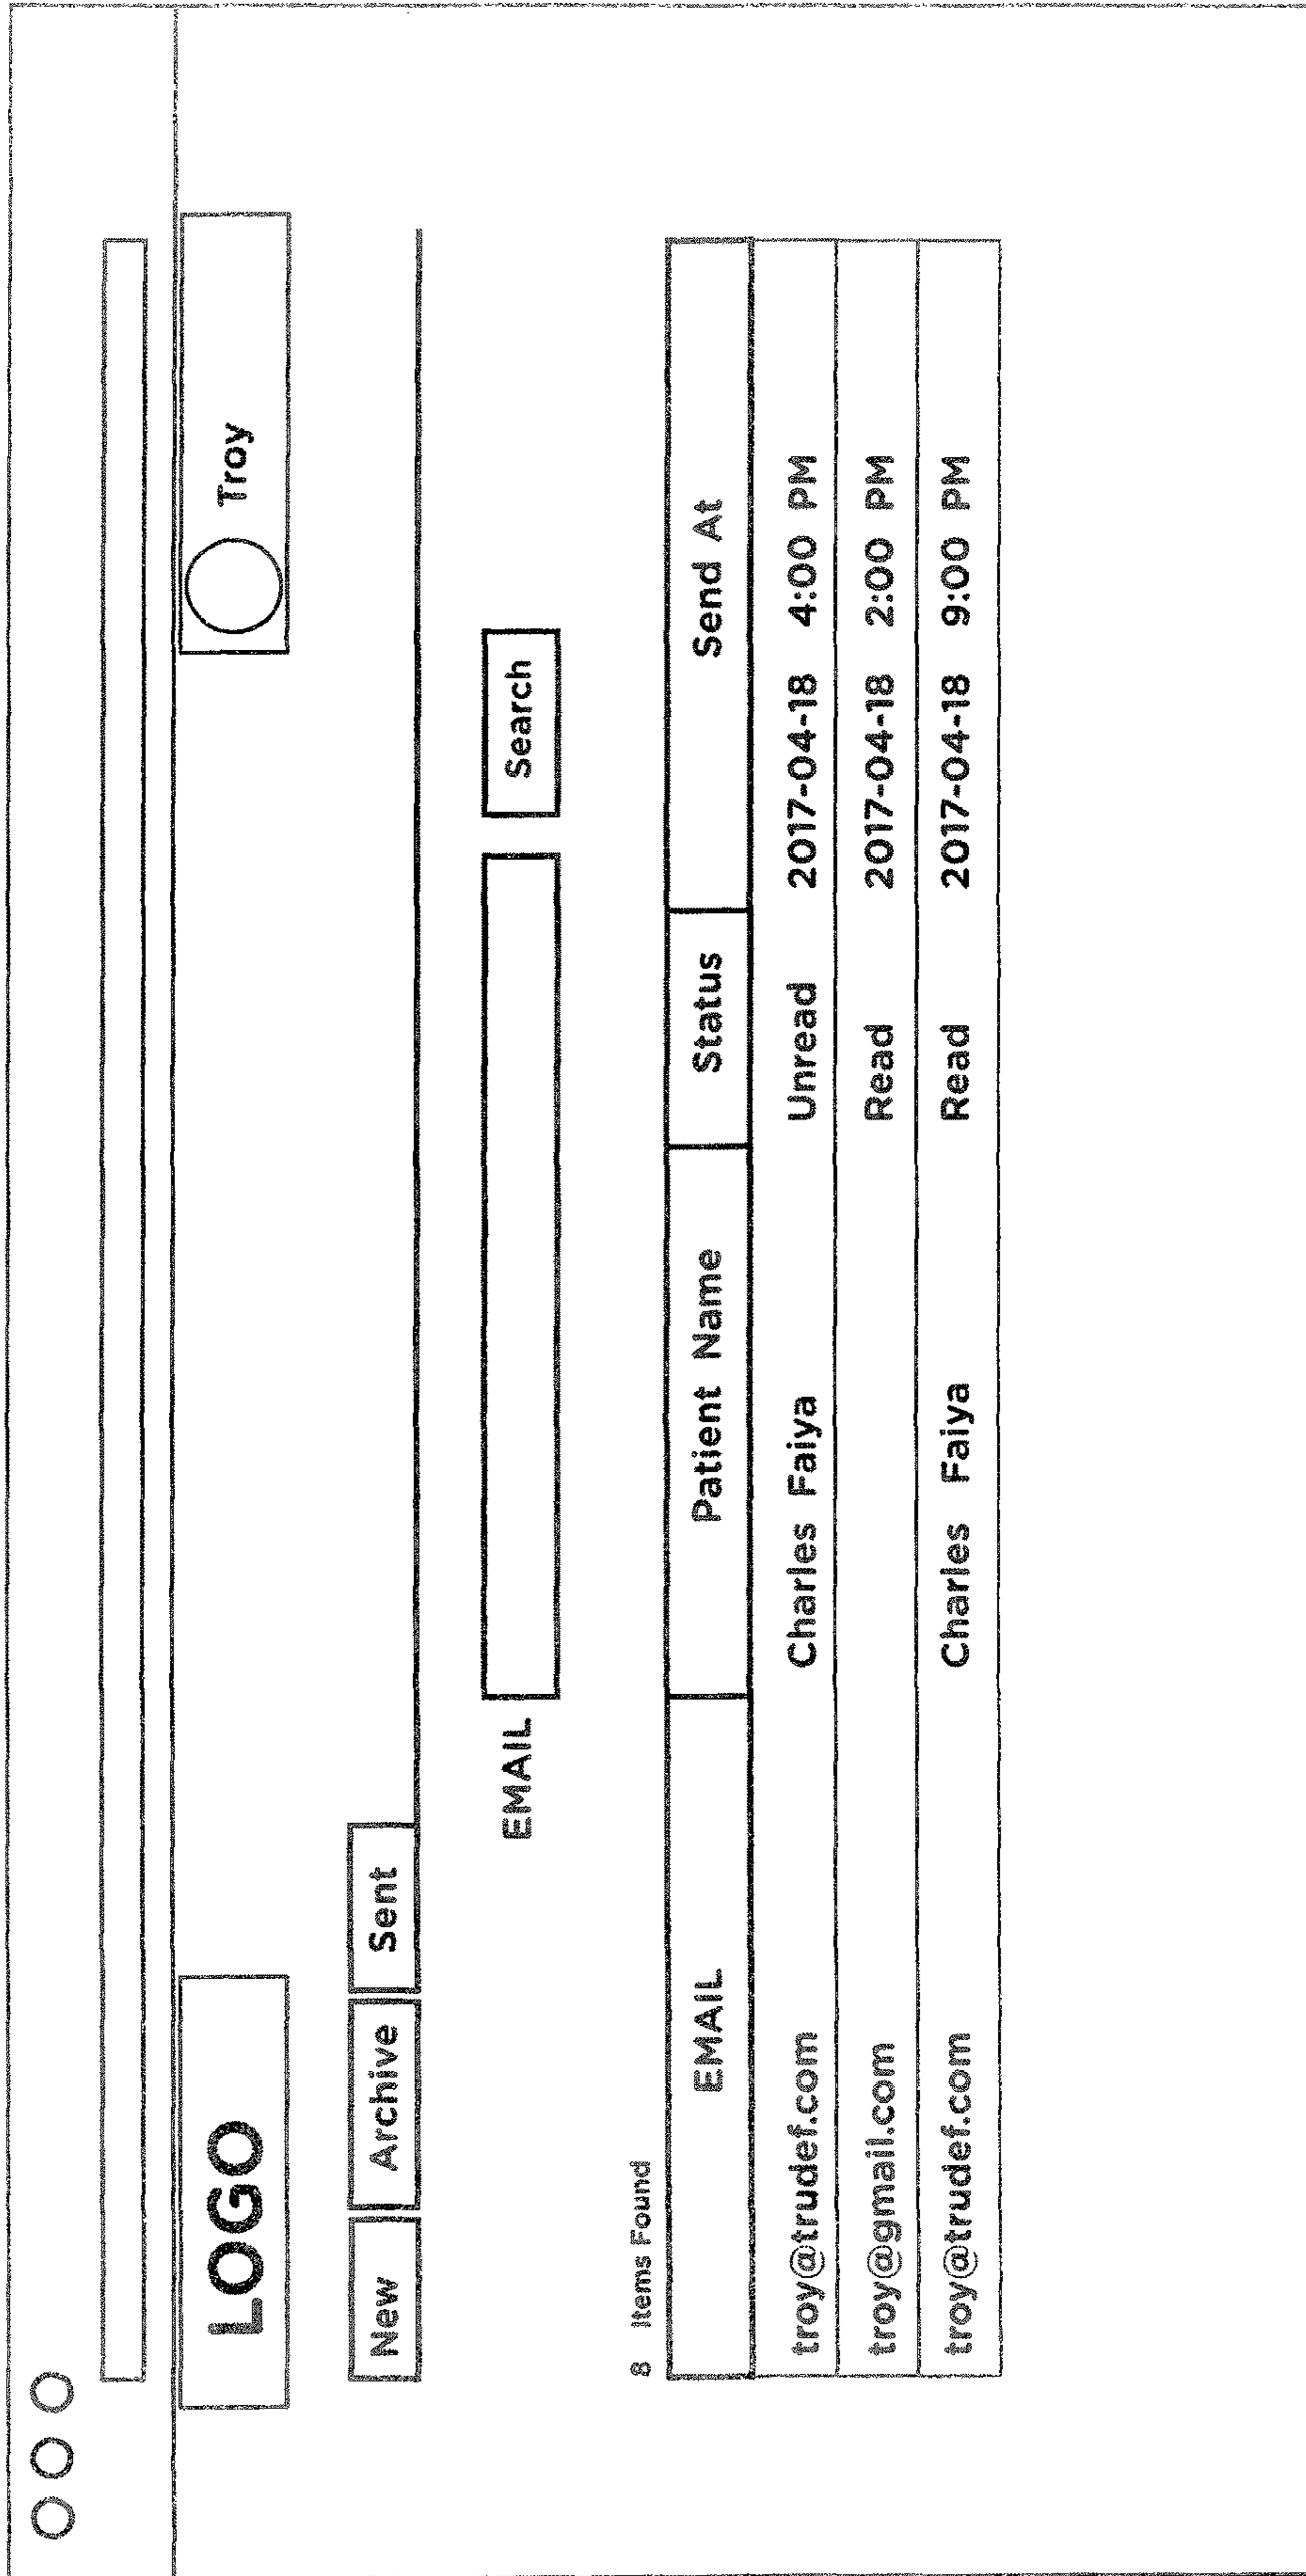 LOGO Troy
New Archive Sent
EMAIL Search
8 Items Found
EMAIL Patient Name Status Send At
troy@trudef.com Charles Faiya Unread 2017-04-18 4:00 PM
troy@gmail.com Read 2017-04-18 2:00 PM
troy@trudef.com Charles Faiya Read 2017-04-18 9:00 PM